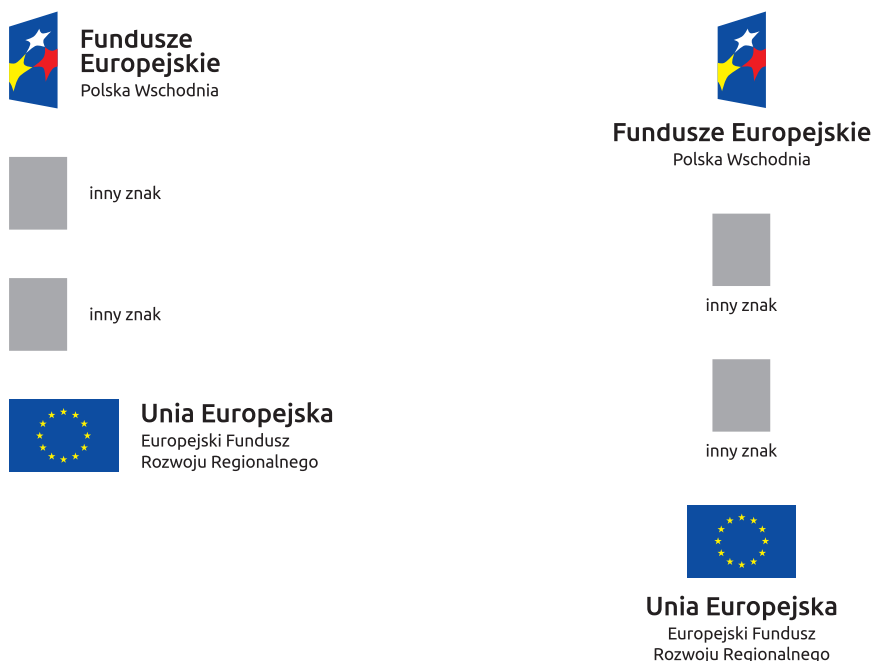 Fundusze
Europejskie
Polska Wschodnia
inny znak
inny znak
Unia Europejska
Europejski Fundusz
Rozwoju Regionalnego
Fundusze Europejskie
Polska Wschodnia
inny znak
inny znak
Unia Europejska
Europejski Fundusz
Rozwoju Regionalnego